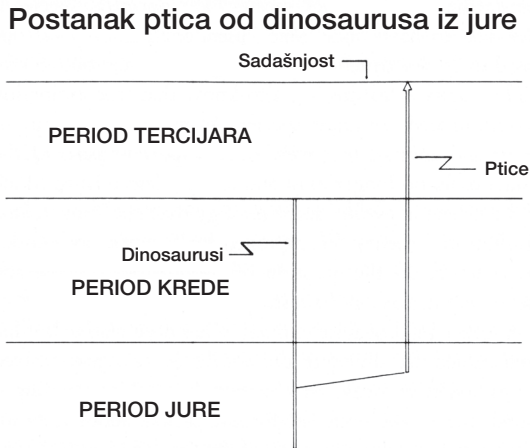 Postanak ptica od dinosaurusa iz jure
Sadašnjost
PERIOD TERCIJARA
Ptice
Dinosaurusi
PERIOD KREDE
PERIOD JURE